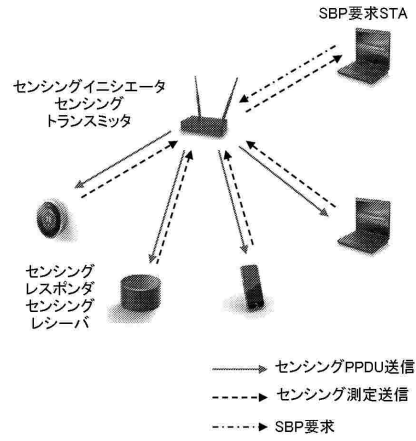 SBP要求STA
センシングイニシエータ
センシング
トランスミッタ
センシング
レスポンダ
センシング
レシーバ
センシングPPDU送信
センシング測定送信
SBP要求